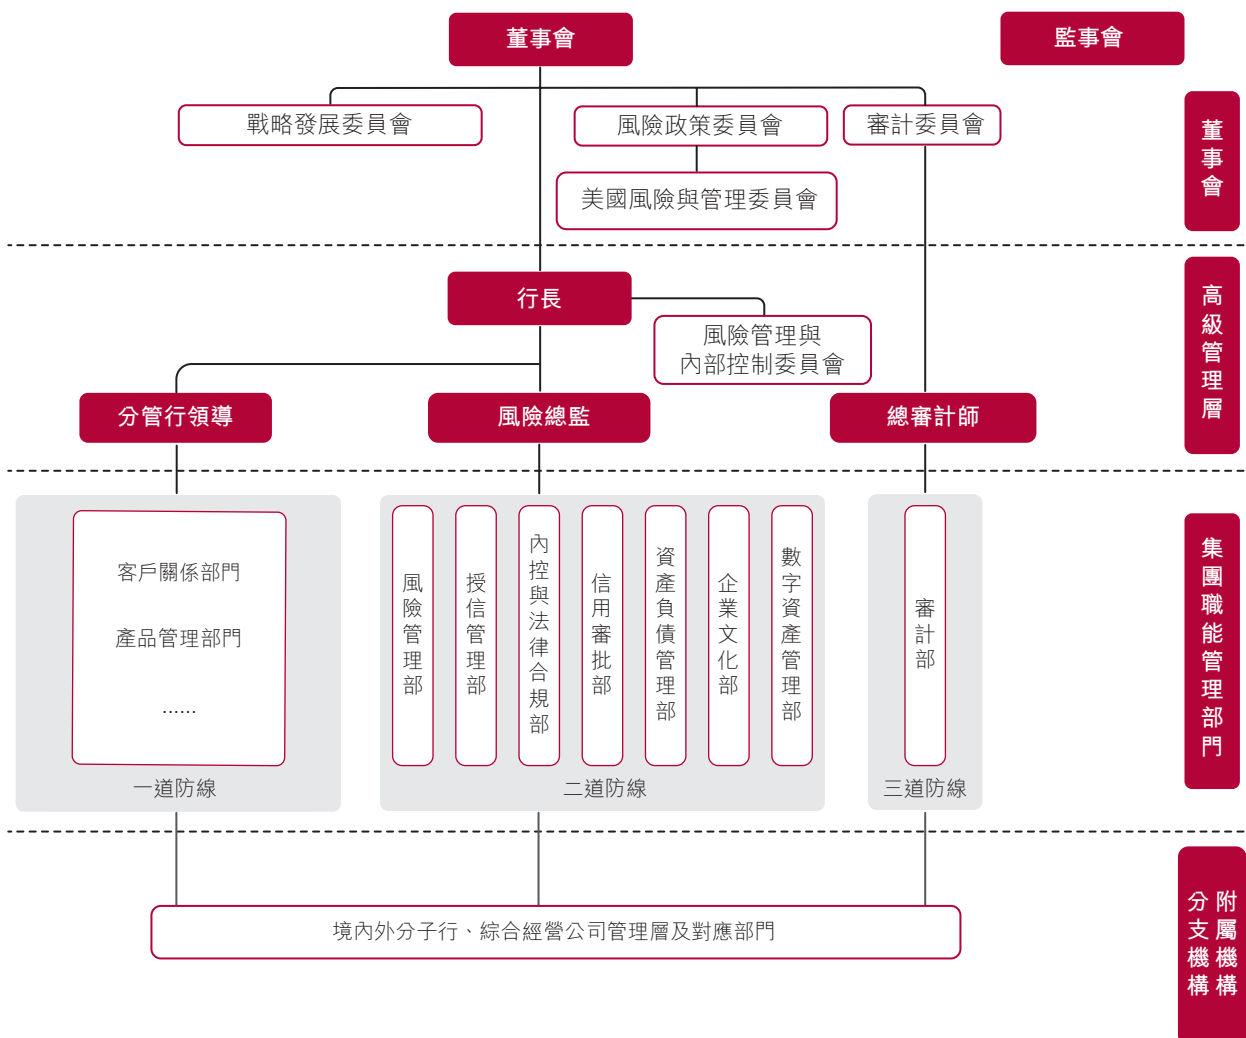 董事會
監事會
戰略發展委員會
風險政策委員會
審計委員會
美國風險與管理委員會
董事會
行長
風險管理與
內部控制委員會
分管行領導
風險總監
總審計師
高級管理層
客戶關係部門
產品管理部門
......
一道防線
風險管理部
授信管理部
內控與法律合規部
信用審批部
資產負債管理部
企業文化部
數字資產管理部
二道防線
審計部
三道防線
集團職能管理部門
境內外分子行、綜合經營公司管理層及對應部門
附屬機構
分支機構